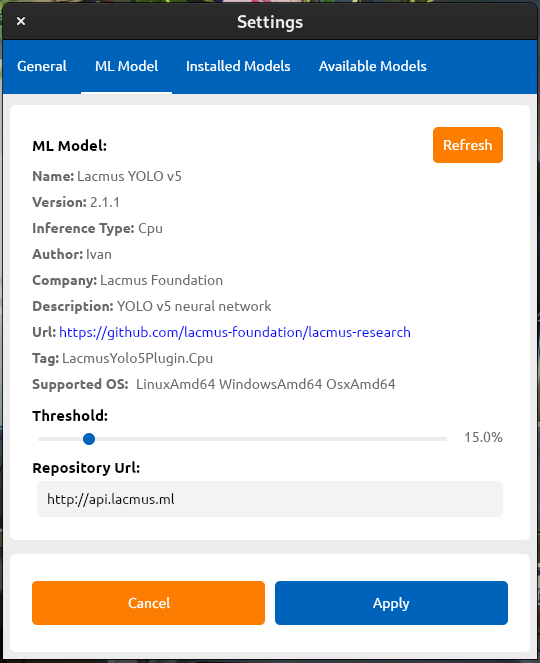 Settings
General ML Model Installed Models Available Models
ML Model: Refresh
Name: Lacmus YOLO v5
Version: 2.1.1
Inference Type: Cpu
Author: Ivan
Company: Lacmus Foundation
Description: YOLO v5 neural network
Url: https://github.com/lacmus-foundation/lacmus-research
Tag: LacmusYolo5Plugin.Cpu
Supported OS: LinuxAmd64 WindowsAmd64 OsxAmd64
Threshold:
15.0%
Repository Url:
http://api.lacmus.ml
Cancel Apply